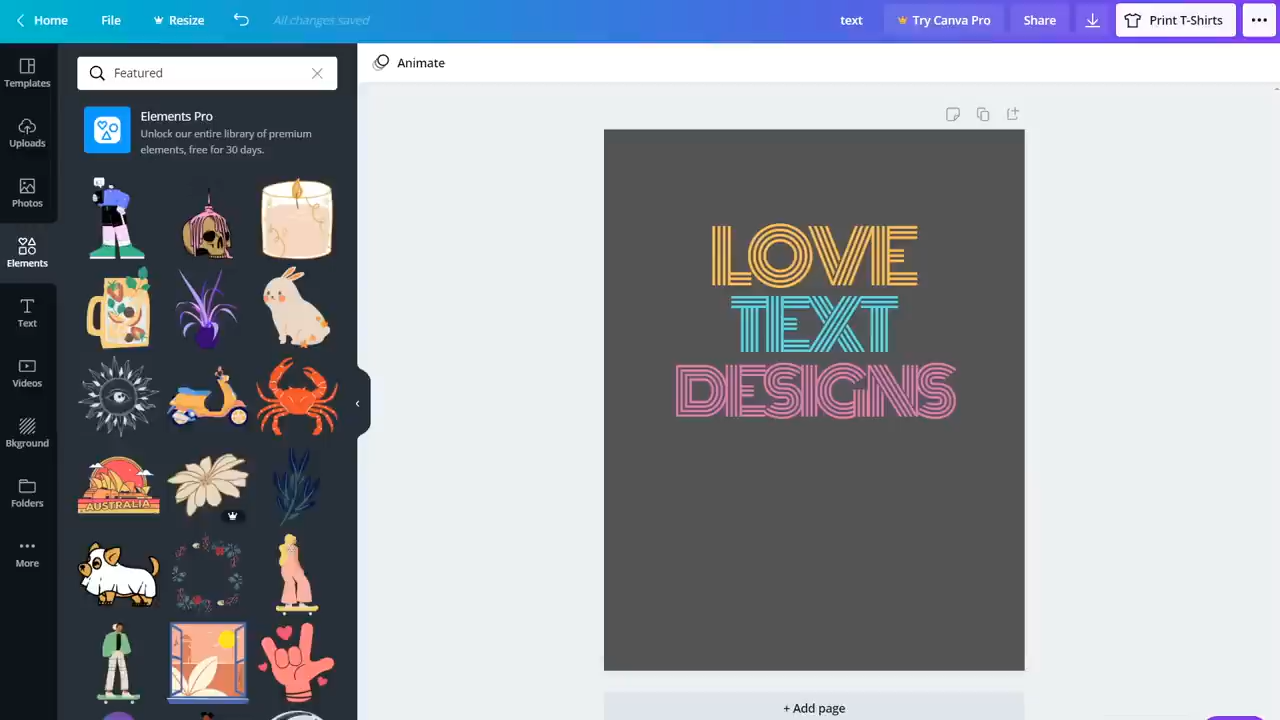 Home
File
Resize
All changes saved
text
Try Canva Pro
Share
Print T-Shirts
Templates
Uploads
Photos
Elements
Text
Videos
Bkground
Folders
More
Featured
Elements Pro
Unlock our entire library of premium
elements, free for 30 days.
AUSTRALIA
Animate
LOVE
TEXT
DESIGNS
+ Add page